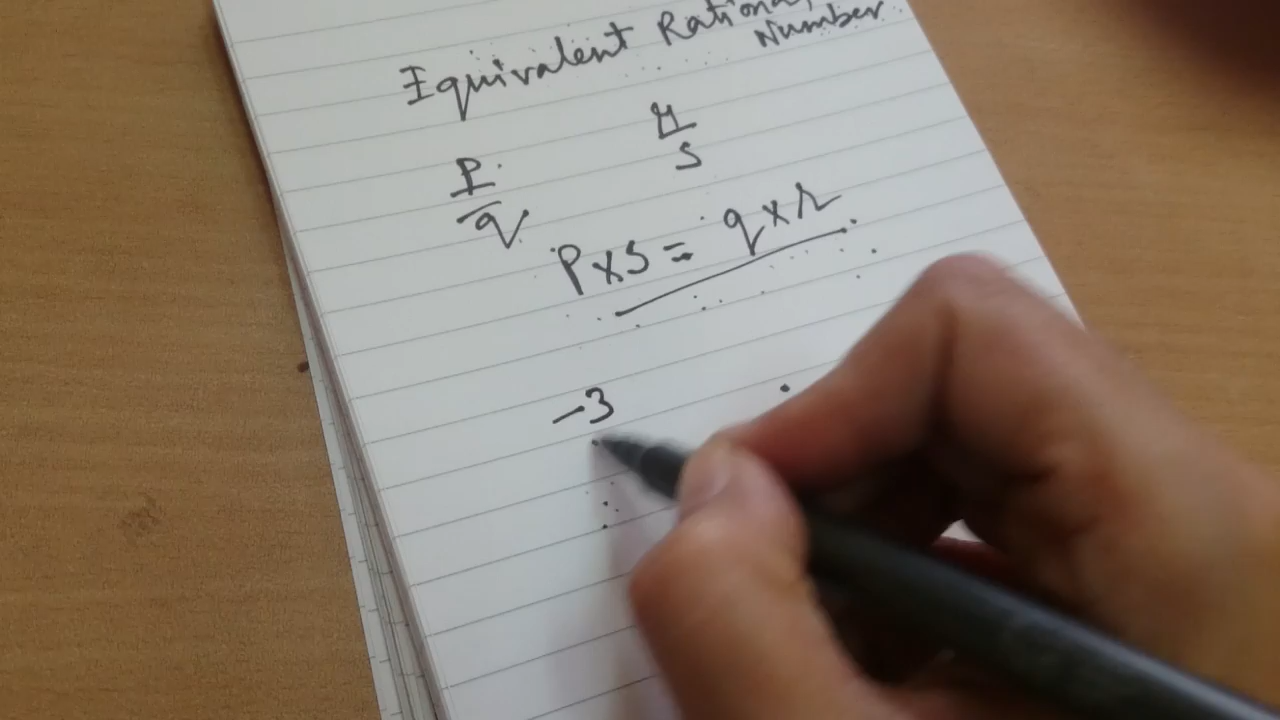 Equivalent Rational
Number
P/q r/s
P×s = q×r
-3